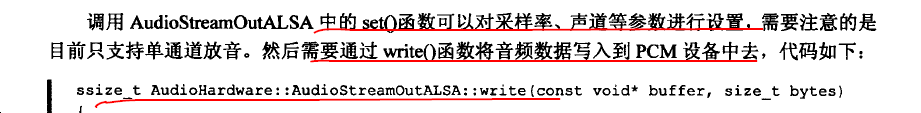 调用 AudioStreamOutALSA 中的 set()函数可以对采样率、声道等参数进行设置，需要注意的是
目前只支持单通道放音。然后需要通过 write()函数将音频数据写入到 PCM 设备中去，代码如下：
ssize_t AudioHardware::AudioStreamOutALSA::write(const void* buffer, size_t bytes)
{